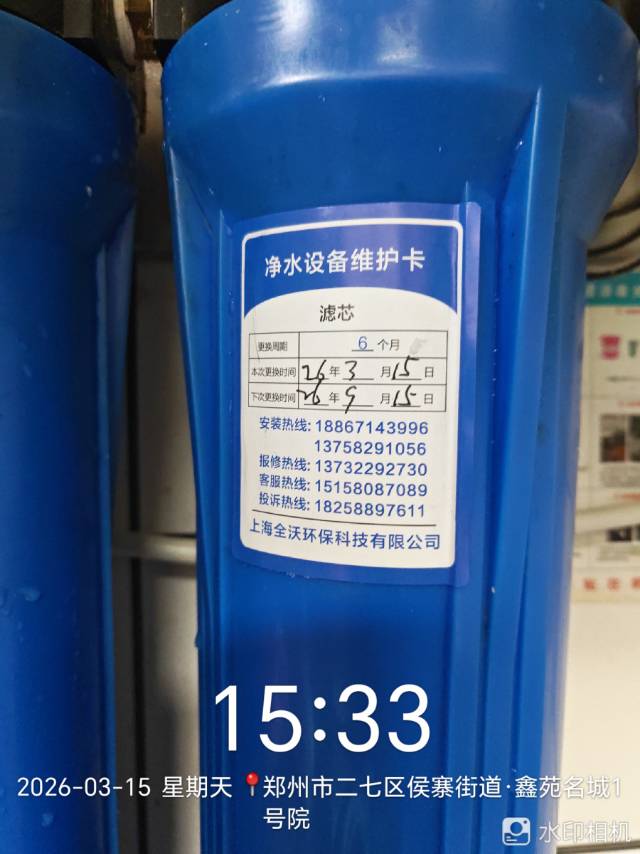 净水设备维护卡
滤芯
更换周期 6 个月
本次更换时间 26 年 3 月 15 日
下次更换时间 26 年 9 月 15 日
安装热线: 18867143996
13758291056
报修热线: 13732292730
客服热线: 15158087089
投诉热线: 18258897611
上海全沃环保科技有限公司
15:33
2026-03-15 星期天 📍郑州市二七区侯寨街道·鑫苑名城1
号院
水印相机